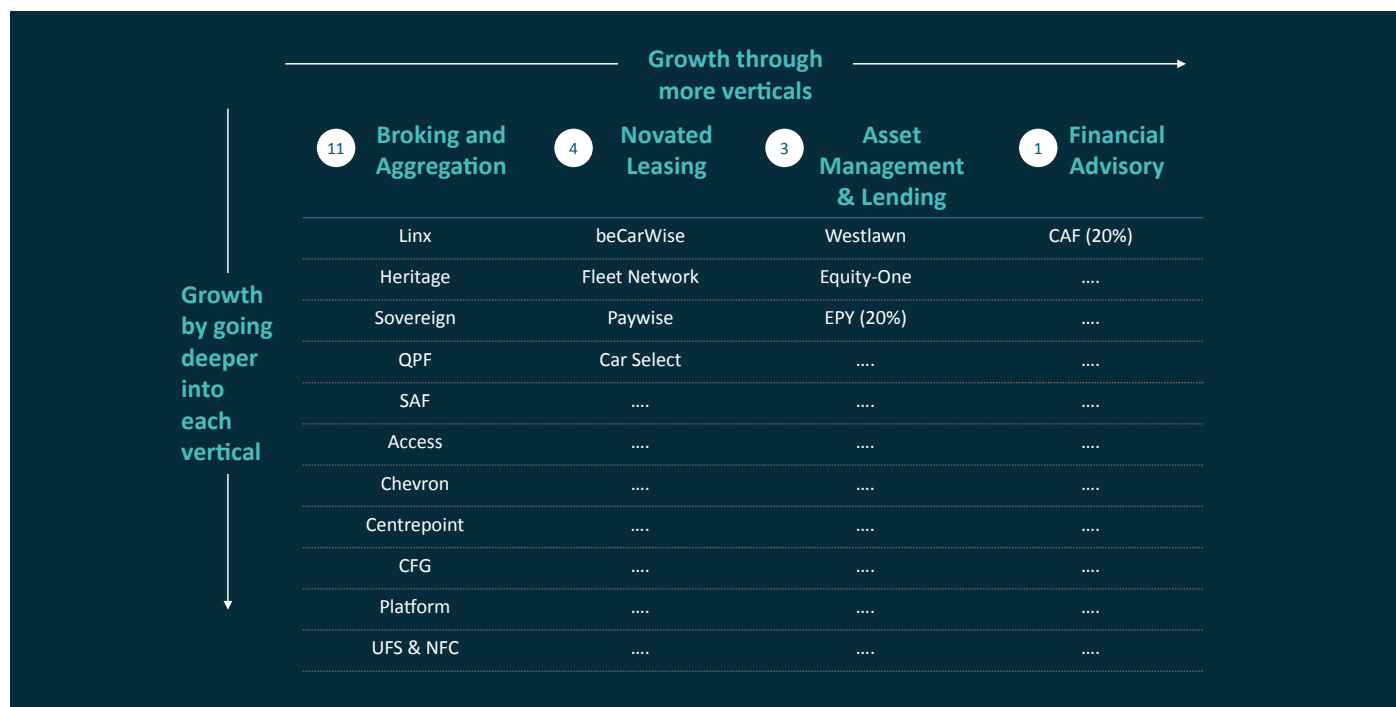 Growth through
more verticals
11 Broking and
Aggregation
4 Novated
Leasing
3 Asset
Management
& Lending
1 Financial
Advisory
Growth
by going
deeper
into
each
vertical
Linx beCarWise Westlawn CAF (20%)
Heritage Fleet Network Equity-One ....
Sovereign Paywise EPY (20%) ....
QPF Car Select .... ....
SAF .... .... ....
Access .... .... ....
Chevron .... .... ....
Centrepoint .... .... ....
CFG .... .... ....
Platform .... .... ....
UFS & NFC .... .... ....